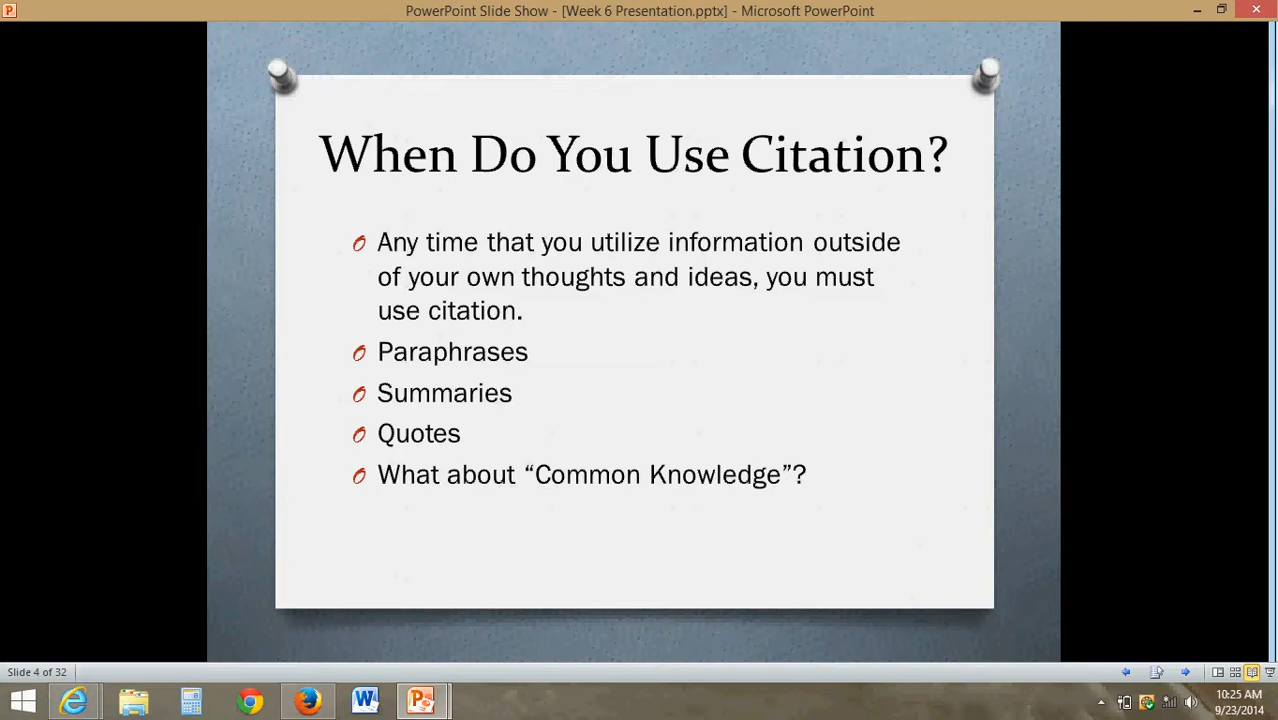 PowerPoint Slide Show - [Week 6 Presentation.pptx] - Microsoft PowerPoint
When Do You Use Citation?
Any time that you utilize information outside
of your own thoughts and ideas, you must
use citation.
Paraphrases
Summaries
Quotes
What about “Common Knowledge”?
Slide 4 of 32
10:25 AM
9/23/2014